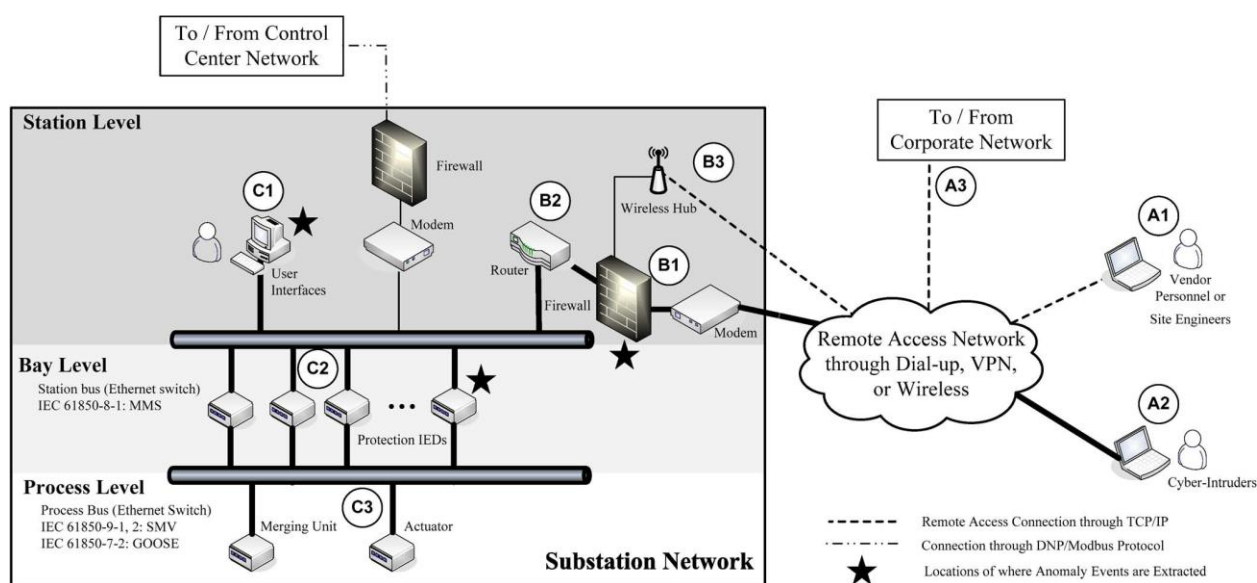 To / From Control
Center Network
Station Level
Firewall
C1
User
Interfaces
Modem
B2
Router
B3
Wireless Hub
B1
Firewall
Modem
To / From
Corporate Network
A3
A1
Vendor
Personnel or
Site Engineers
Remote Access Network
through Dial-up, VPN,
or Wireless
A2
Cyber-Intruders
Bay Level
Station bus (Ethernet switch)
IEC 61850-8-1: MMS
C2
Protection IEDs
Process Level
Process Bus (Ethernet Switch)
IEC 61850-9-1, 2: SMV
IEC 61850-7-2: GOOSE
C3
Merging Unit
Actuator
Substation Network
Remote Access Connection through TCP/IP
Connection through DNP/Modbus Protocol
Locations of where Anomaly Events are Extracted